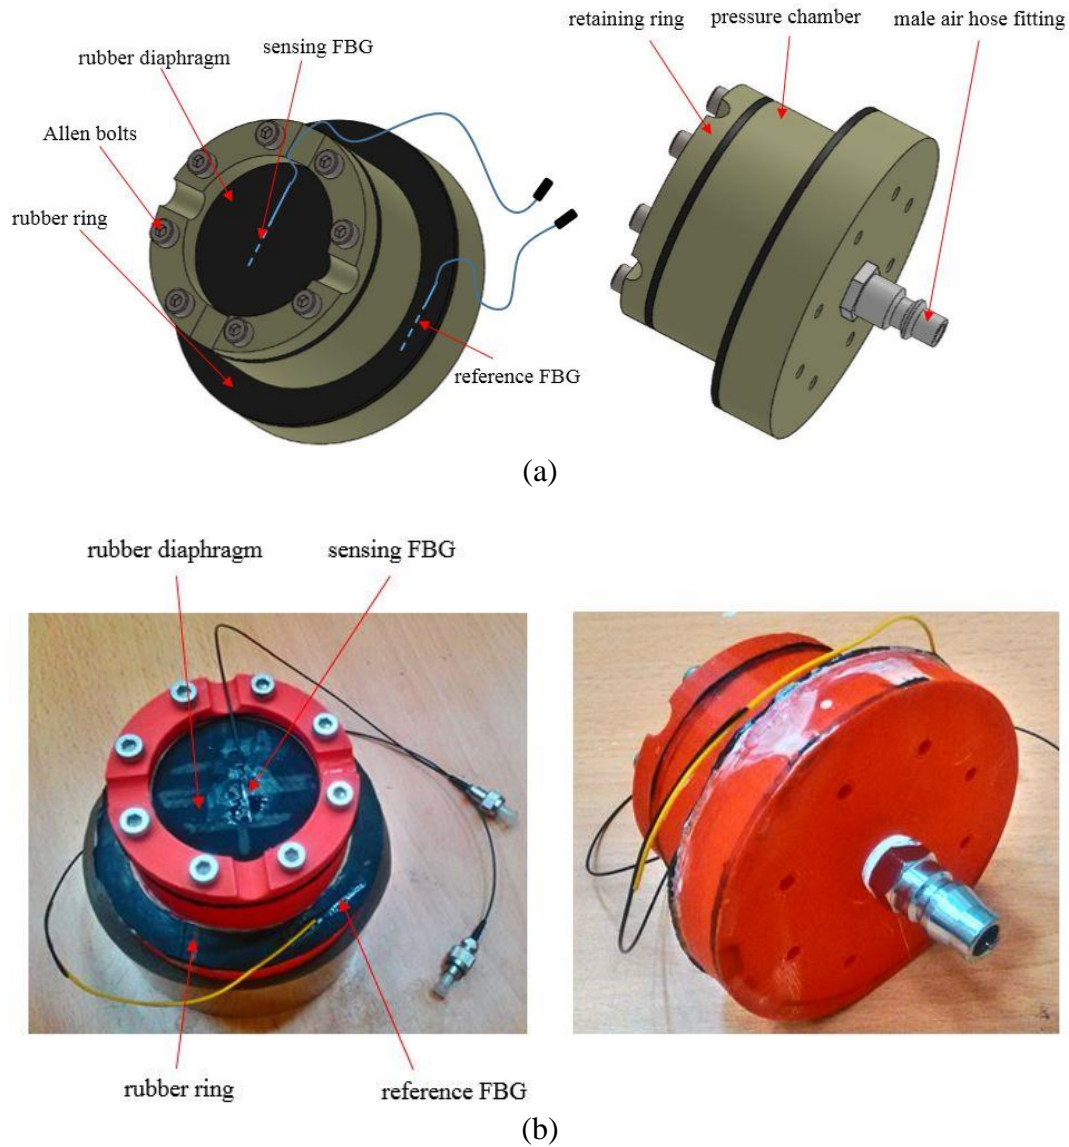 sensing FBG
rubber diaphragm
Allen bolts
rubber ring
reference FBG
retaining ring
pressure chamber
male air hose fitting
(a)
rubber diaphragm
sensing FBG
rubber ring
reference FBG
(b)